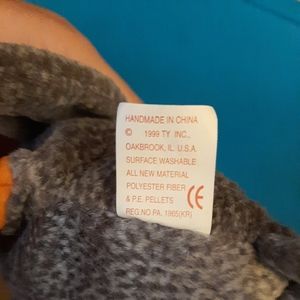 HANDMADE IN CHINA
© 1999 TY INC.,
OAKBROOK, IL. U.S.A.
SURFACE WASHABLE
ALL NEW MATERIAL
POLYESTER FIBER
& P.E. PELLETS CE
REG.NO PA. 1965(KR)